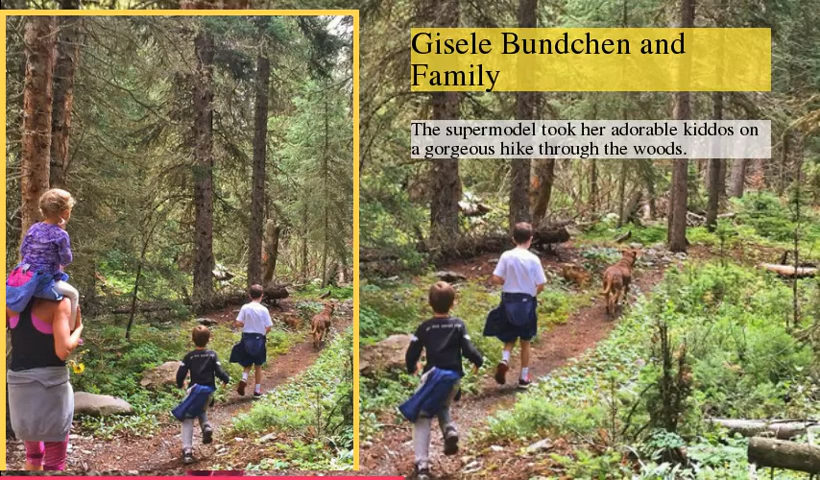 Gisele Bundchen and
Family
The supermodel took her adorable kiddos on
a gorgeous hike through the woods.